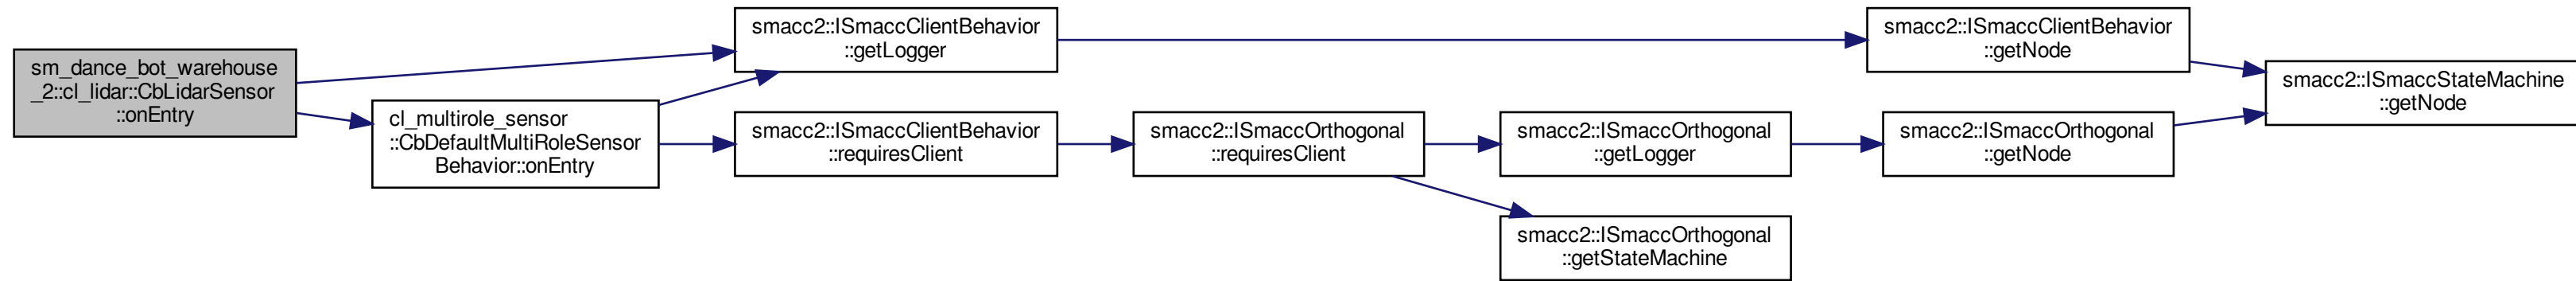 sm_dance_bot_warehouse
_2::cl_lidar::CbLidarSensor
::onEntry
cl_multirole_sensor
::CbDefaultMultiRoleSensor
Behavior::onEntry
smacc2::ISmaccClientBehavior
::getLogger
smacc2::ISmaccClientBehavior
::requiresClient
smacc2::ISmaccOrthogonal
::requiresClient
smacc2::ISmaccOrthogonal
::getLogger
smacc2::ISmaccOrthogonal
::getStateMachine
smacc2::ISmaccClientBehavior
::getNode
smacc2::ISmaccOrthogonal
::getNode
smacc2::ISmaccStateMachine
::getNode